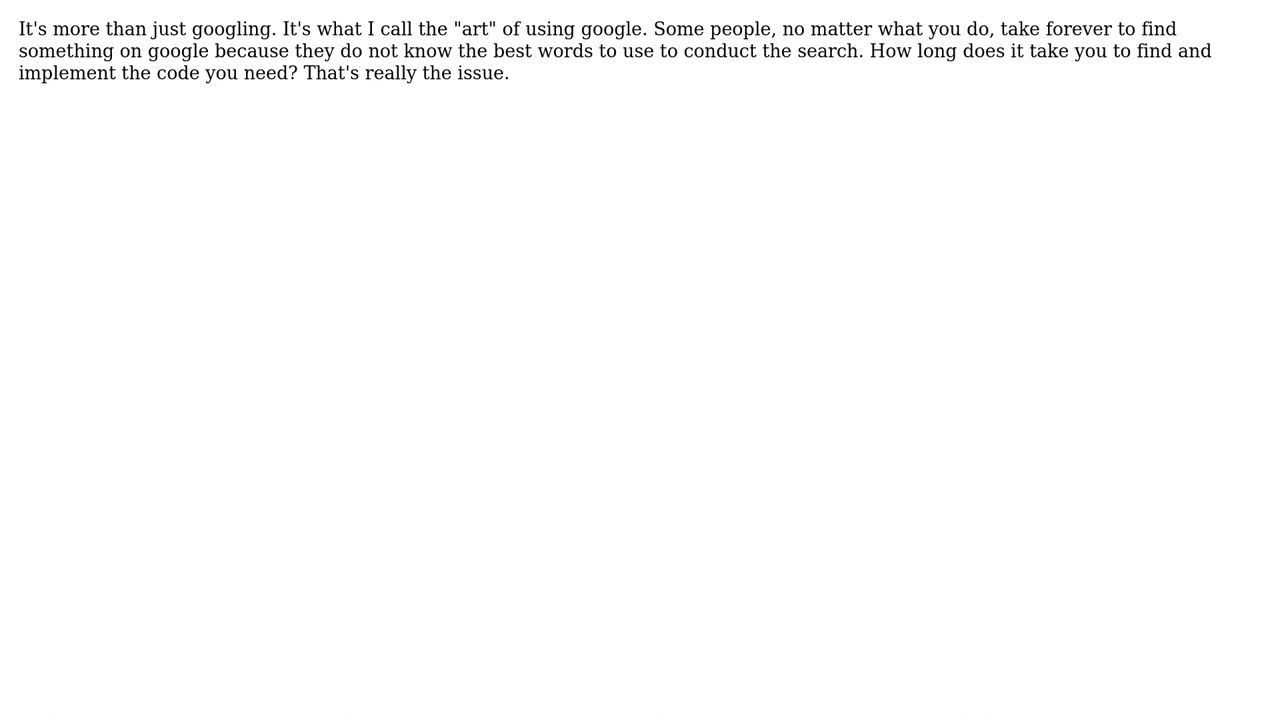 It's more than just googling. It's what I call the "art" of using google. Some people, no matter what you do, take forever to find
something on google because they do not know the best words to use to conduct the search. How long does it take you to find and
implement the code you need? That's really the issue.